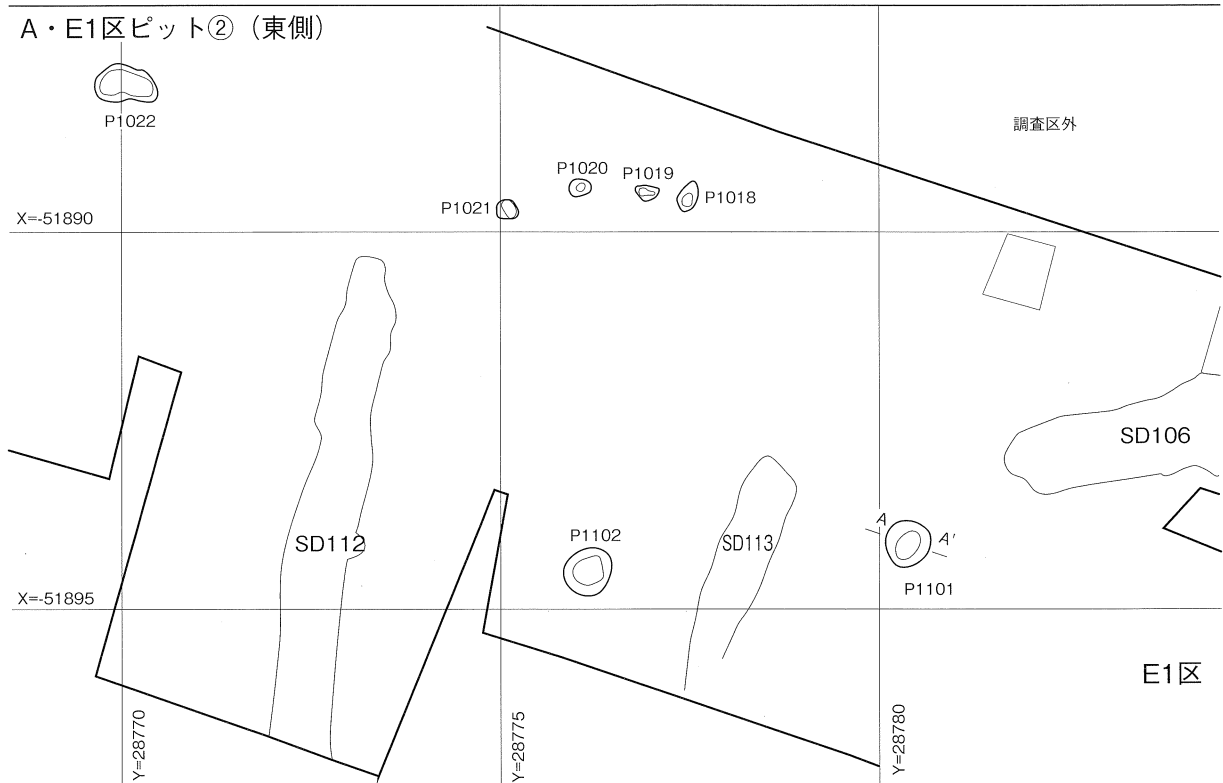 A・E1区ピット②（東側）
P1022
調査区外
P1020
P1019
P1018
P1021
X=-51890
SD106
SD112
P1102
SD113
A
A'
P1101
X=-51895
E1区
Y=28770
Y=28775
Y=28780